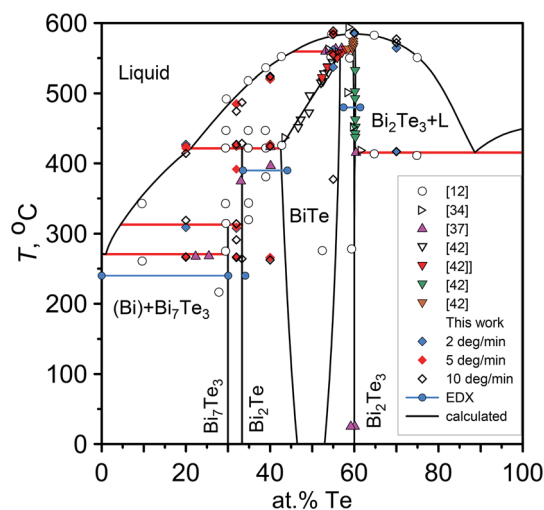 700
600
500
400
300
200
100
0
T, °C
Liquid
Bi2Te3+L
BiTe
(Bi)+Bi7Te3
Bi7Te3
Bi2Te
Bi2Te3
[12]
[34]
[37]
[42]
[42]]
[42]
[42]
This work
2 deg/min
5 deg/min
10 deg/min
EDX
calculated
0 20 40 60 80 100
at.% Te